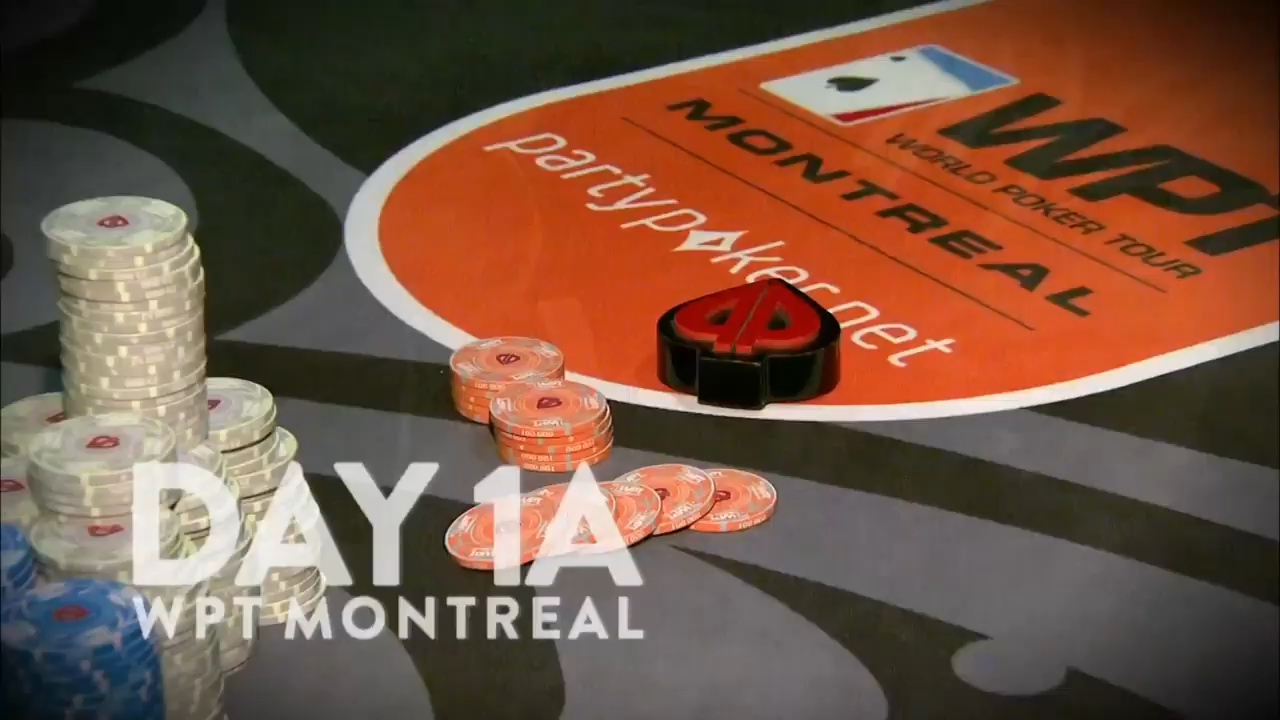 WPT
WORLD POKER TOUR
MONTREAL
partypoker.net
DAY 1A
WPT MONTREAL